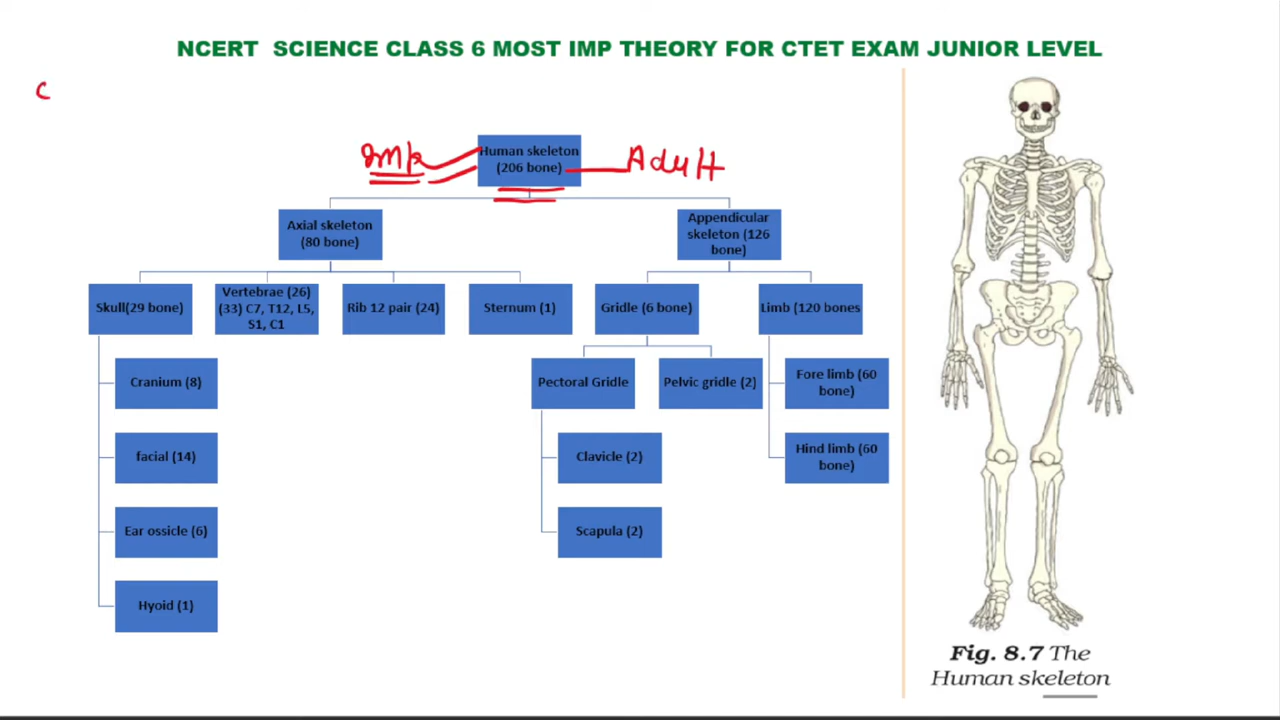 NCERT SCIENCE CLASS 6 MOST IMP THEORY FOR CTET EXAM JUNIOR LEVEL
C
Imp
Human skeleton
(206 bone)
Adult
Axial skeleton
(80 bone)
Appendicular
skeleton (126
bone)
Skull(29 bone)
Vertebrae (26)
(33) C7, T12, L5,
S1, C1
Rib 12 pair (24)
Sternum (1)
Gridle (6 bone)
Limb (120 bones
Cranium (8)
facial (14)
Ear ossicle (6)
Hyoid (1)
Pectoral Gridle
Pelvic gridle (2)
Clavicle (2)
Scapula (2)
Fore limb (60
bone)
Hind limb (60
bone)
Fig. 8.7 The
Human skeleton